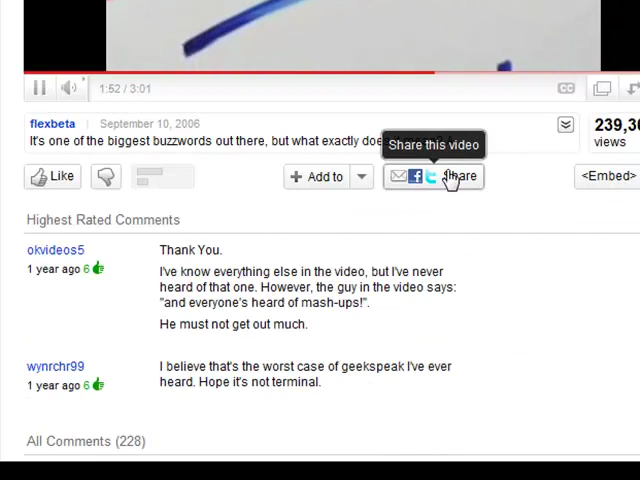 1:52 / 3:01
CC
flexbeta | September 10, 2006
It's one of the biggest buzzwords out there, but what exactly
239,3
views
Share this video
Like
Add to
<Embed>
Highest Rated Comments
okvideos5
1 year ago 6
Thank You.
I've know everything else in the video, but I've never
heard of that one. However, the guy in the video says:
"and everyone's heard of mash-ups!".
He must not get out much.
wynrchr99
1 year ago 6
I believe that's the worst case of geekspeak I've ever
heard. Hope it's not terminal.
All Comments (228)